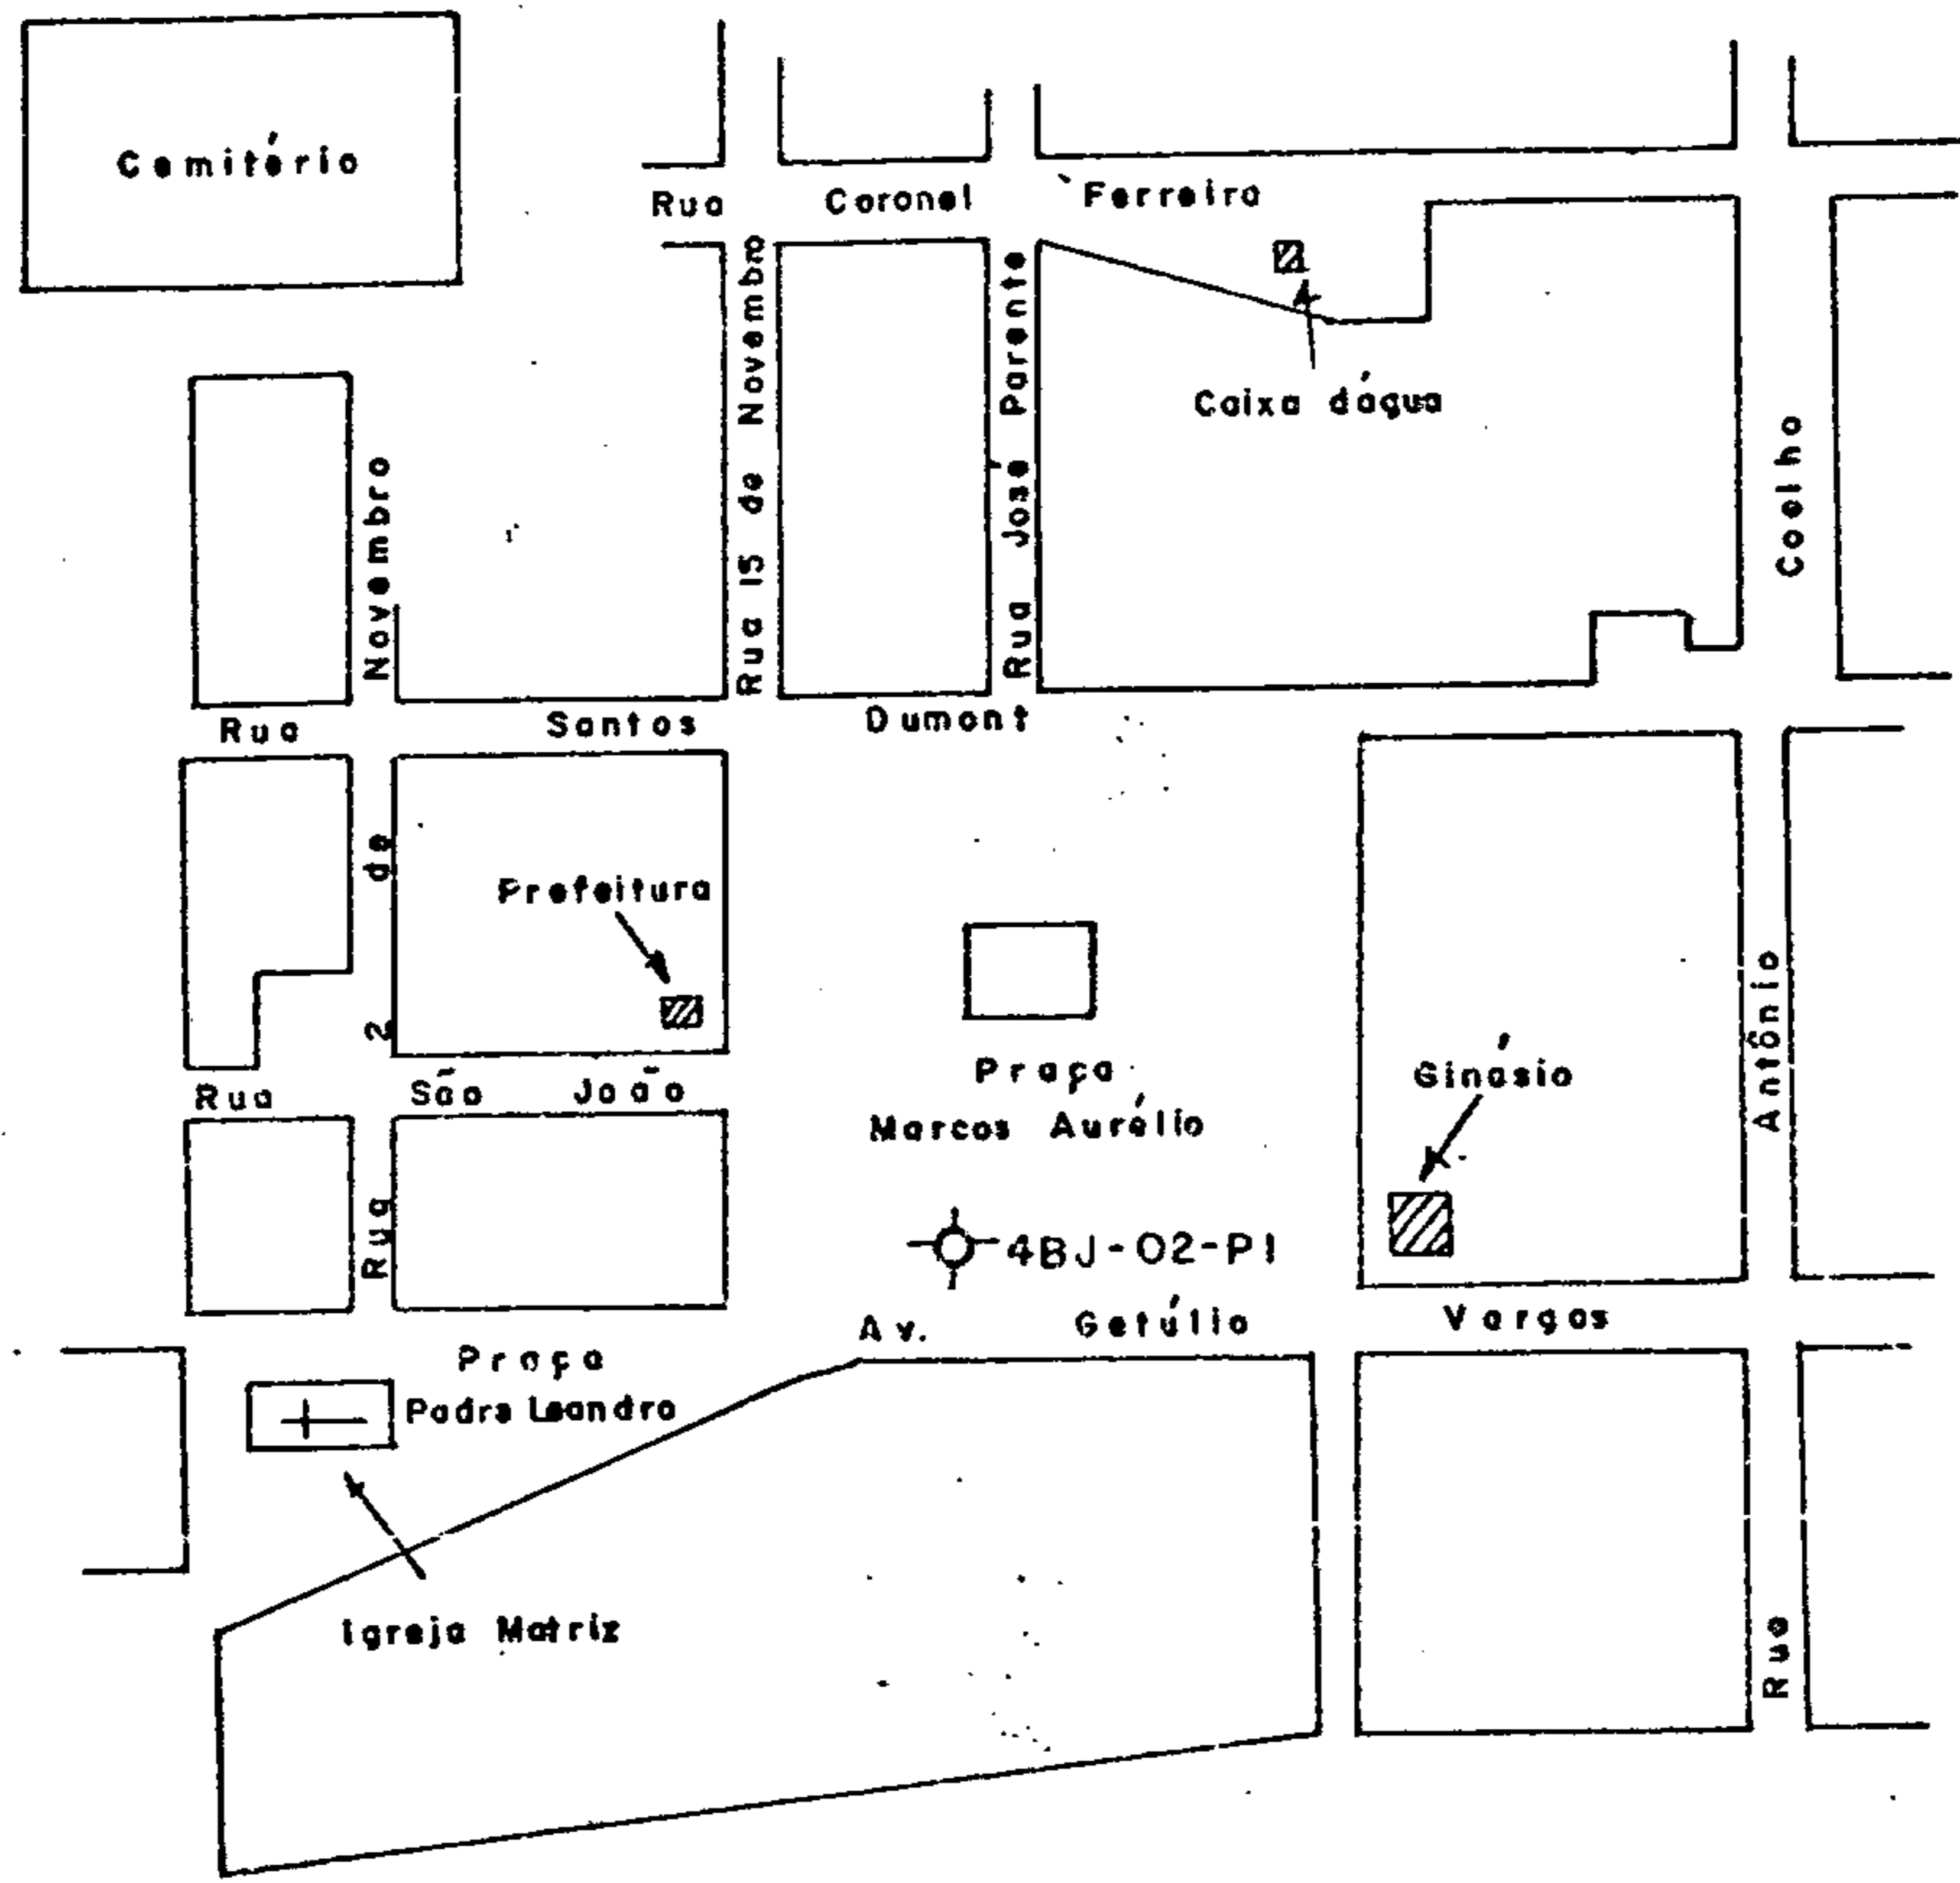 Cemitério
Rua Coronel Ferreira
Rua 15 de Novembro
Rua José Parente
Caixa d'água
Coelho
Novembro
Rua Santos Dumont
de
Prefeitura
2
Antônio
Ginásio
Praça
Marcos Aurélio
Rua São João
Rua
4BJ-02-PI
Av. Getúlio Vargas
Praça
Padre Leandro
Igreja Matriz
Rua